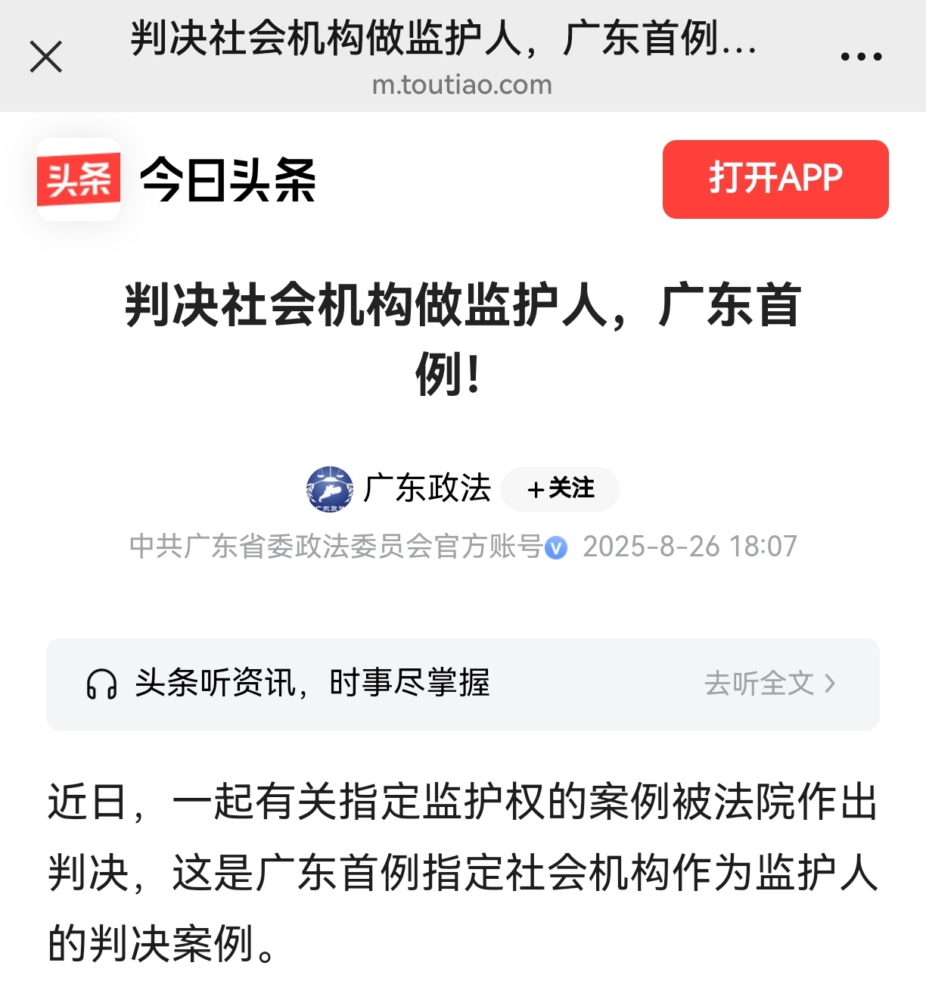 判决社会机构做监护人，广东首例...
m.toutiao.com
头条 今日头条
打开APP
判决社会机构做监护人，广东首
例！
广东政法 +关注
中共广东省委政法委员会官方账号 2025-8-26 18:07
头条听资讯，时事尽掌握 去听全文
近日，一起有关指定监护权的案例被法院作出
判决，这是广东首例指定社会机构作为监护人
的判决案例。